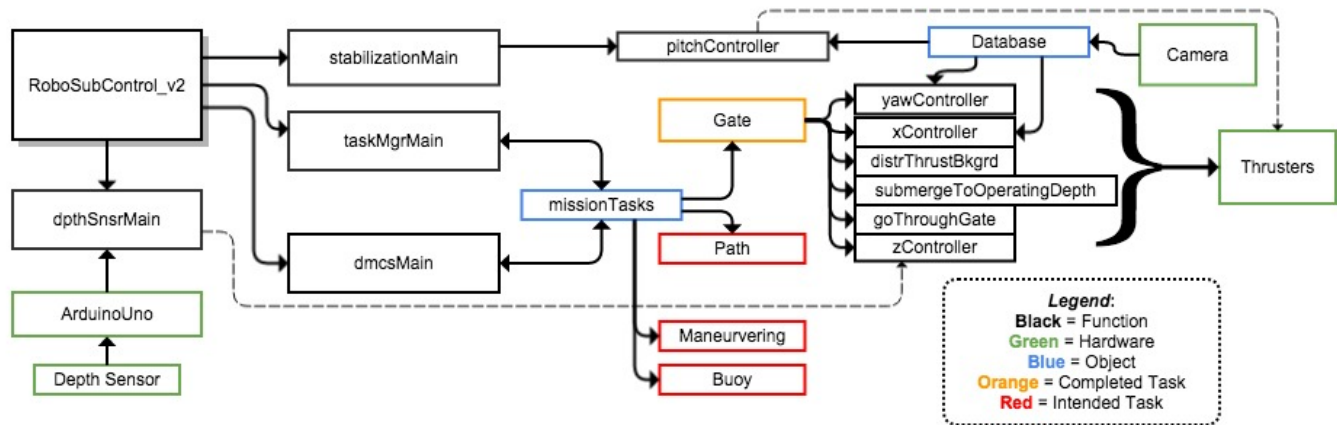 RoboSubControl_v2
stabilizationMain
pitchController
Database
Camera
taskMgrMain
Gate
yawController
xController
distrThrustBkgrd
submergeToOperatingDepth
goThroughGate
zController
Thrusters
dpthSnsrMain
missionTasks
dmcsMain
Path
ArduinoUno
Maneurvering
Depth Sensor
Buoy
Legend:
Black = Function
Green = Hardware
Blue = Object
Orange = Completed Task
Red = Intended Task